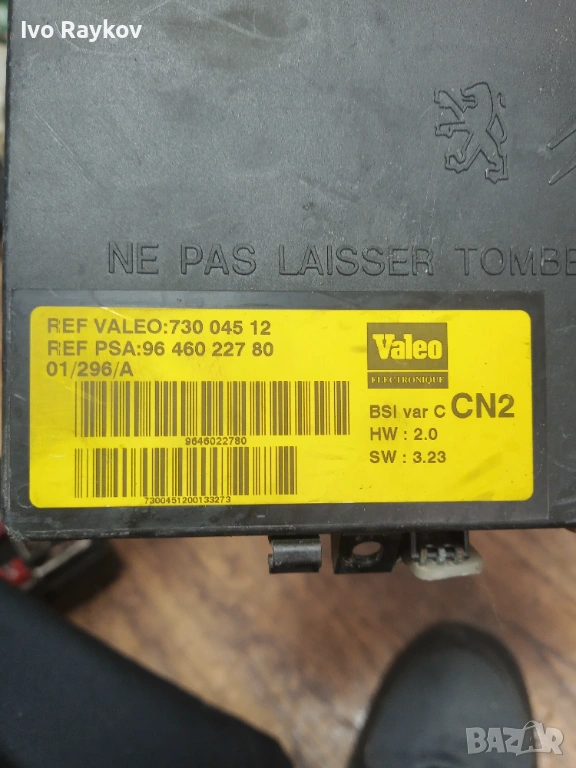 Ivo Raykov
NE PAS LAISSER TOMBE
REF VALEO:730 045 12
REF PSA:96 460 227 80
01/296/A
9646022780
7300451200133273
Valeo
ELECTRONIQUE
BSI var C CN2
HW : 2.0
SW : 3.23
BAZAR